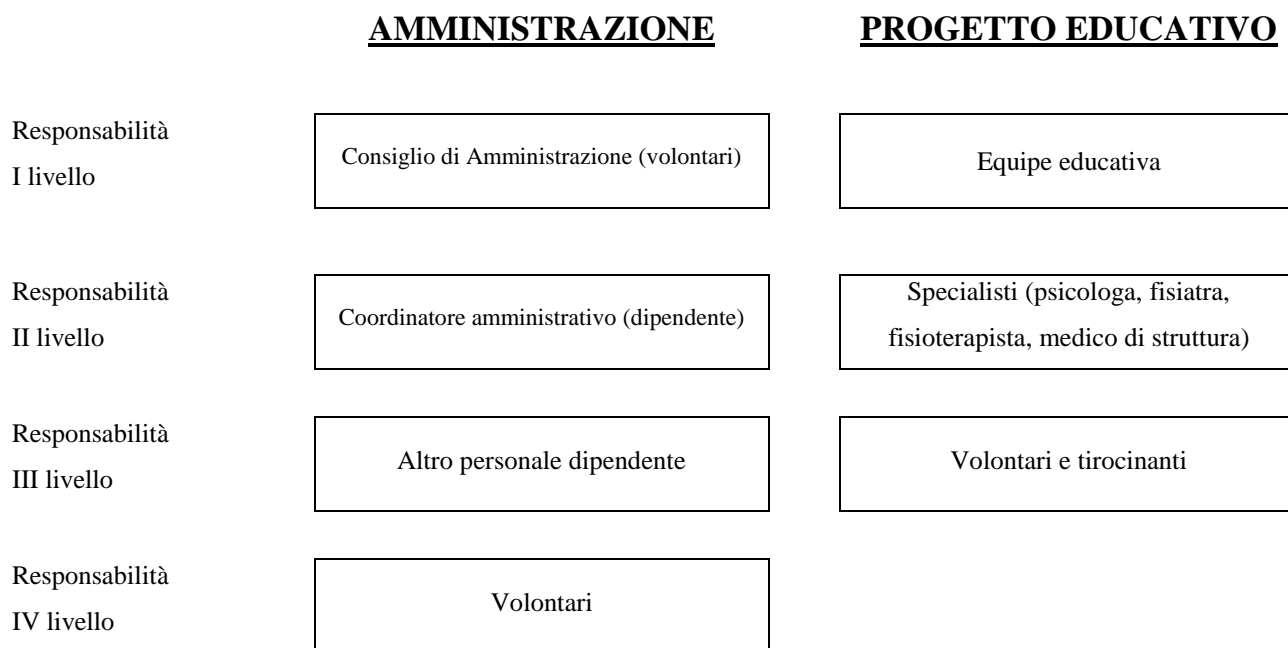 AMMINISTRAZIONE
PROGETTO EDUCATIVO
Responsabilità
I livello
Consiglio di Amministrazione (volontari)
Equipe educativa
Responsabilità
II livello
Coordinatore amministrativo (dipendente)
Specialisti (psicologa, fisiatra,
fisioterapista, medico di struttura)
Responsabilità
III livello
Altro personale dipendente
Volontari e tirocinanti
Responsabilità
IV livello
Volontari